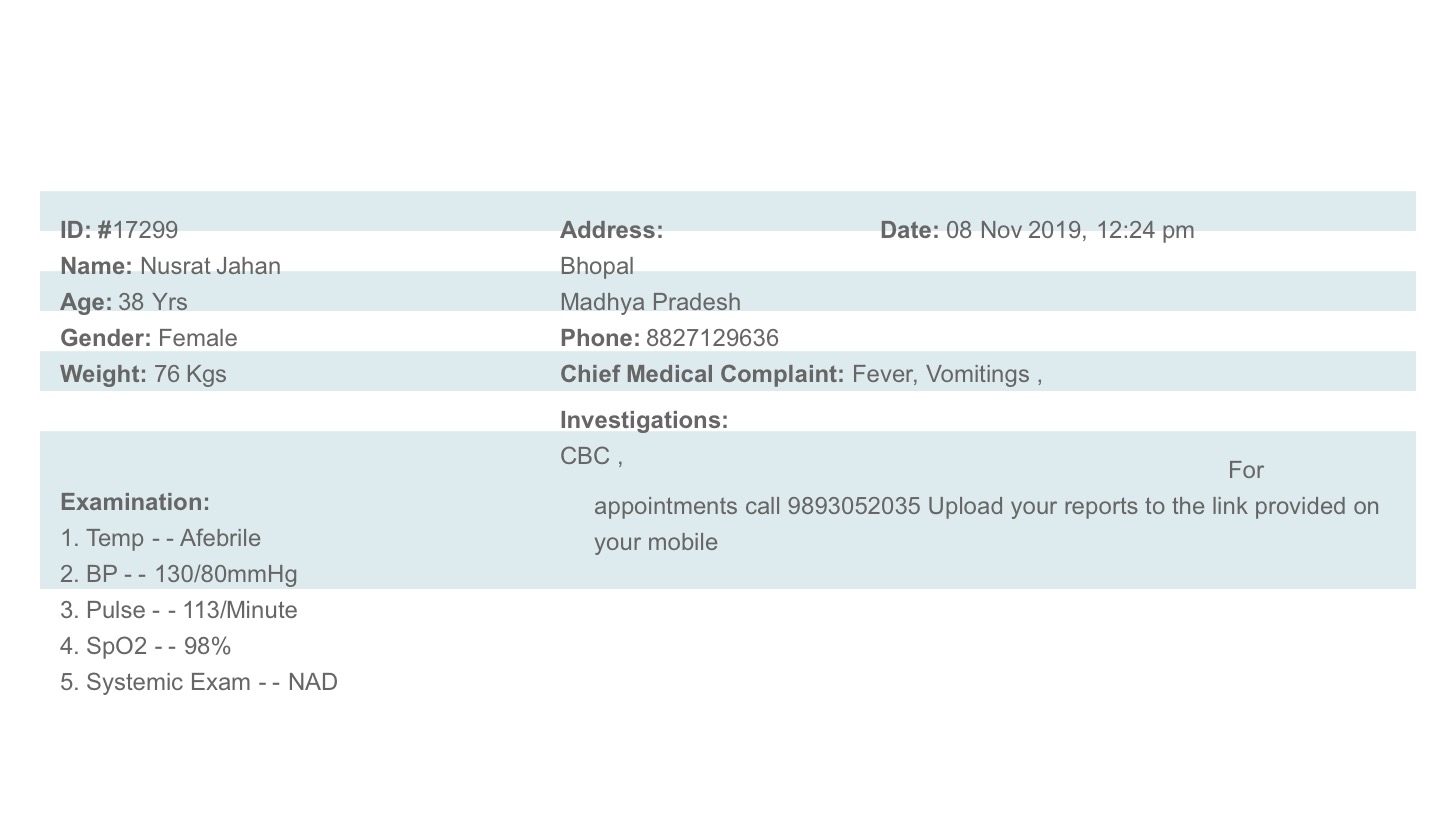 ID: #17299
Name: Nusrat Jahan
Age: 38 Yrs
Gender: Female
Weight: 76 Kgs
Address:
Bhopal
Madhya Pradesh
Phone: 8827129636
Chief Medical Complaint: Fever, Vomitings ,
Date: 08 Nov 2019, 12:24 pm
Investigations:
CBC ,
For
appointments call 9893052035 Upload your reports to the link provided on
your mobile
Examination:
1. Temp - - Afebrile
2. BP - - 130/80mmHg
3. Pulse - - 113/Minute
4. SpO2 - - 98%
5. Systemic Exam - - NAD